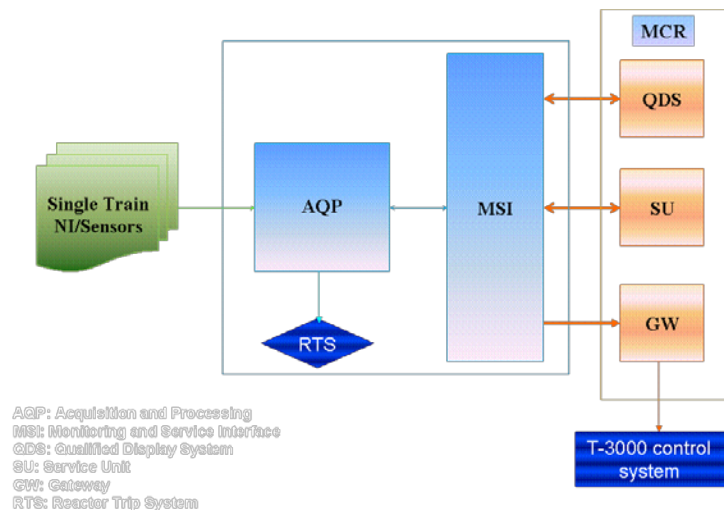 MCR
QDS
Single Train
NI/Sensors
AQP
MSI
SU
RTS
GW
AQP: Acquisition and Processing
MSI: Monitoring and Service Interface
QDS: Qualified Display System
SU: Service Unit
GW: Gateway
RTS: Reactor Trip System
T-3000 control
system